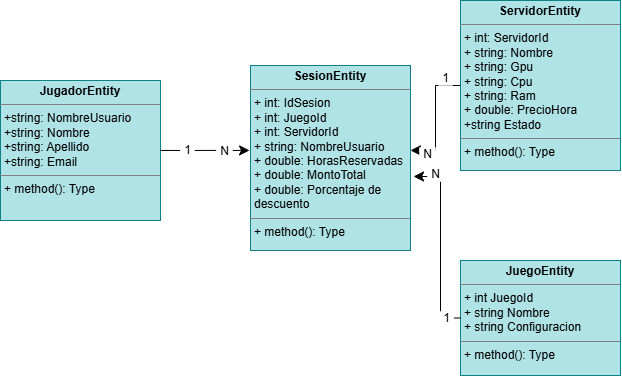 JugadorEntity
+string: NombreUsuario
+string: Nombre
+string: Apellido
+string: Email
+ method(): Type
1
N
SesionEntity
+ int: IdSesion
+ int: JuegoId
+ int: ServidorId
+ string: NombreUsuario
+ double: HorasReservadas
+ double: MontoTotal
+ double: Porcentaje de
descuento
+ method(): Type
N
1
ServidorEntity
+ int: ServidorId
+ string: Nombre
+ string: Gpu
+ string: Cpu
+ string: Ram
+ double: PrecioHora
+string Estado
+ method(): Type
N
1
JuegoEntity
+ int JuegoId
+ string Nombre
+ string Configuracion
+ method(): Type